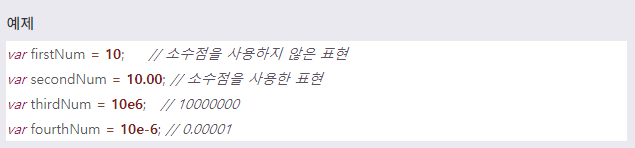 예제
var firstNum = 10;     // 소수점을 사용하지 않은 표현
var secondNum = 10.00; // 소수점을 사용한 표현
var thirdNum = 10e6;   // 10000000
var fourthNum = 10e-6; // 0.00001